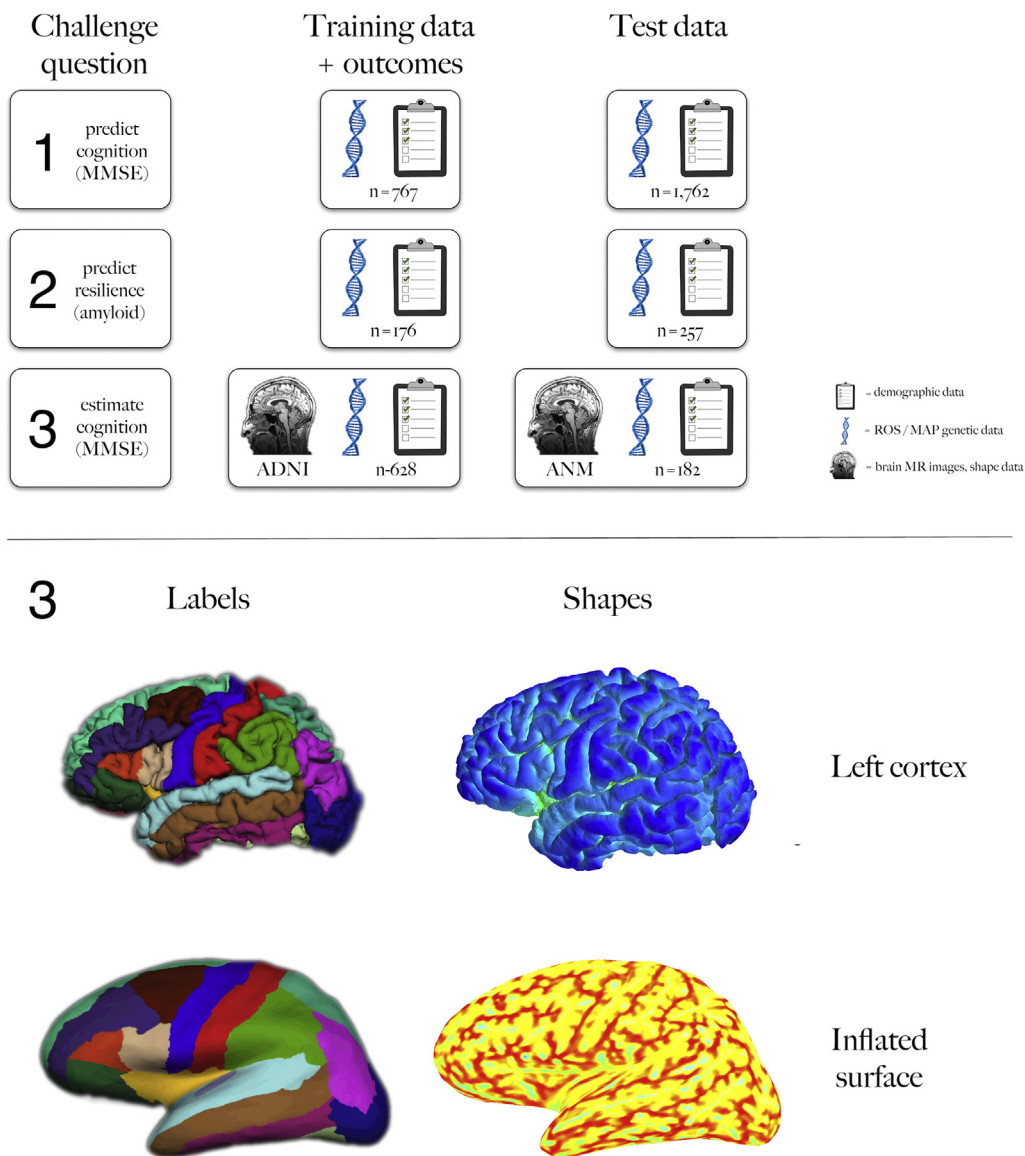 Challenge
question
Training data
+ outcomes
Test data
1
predict
cognition
(MMSE)
n=767
n=1,762
2
predict
resilience
(amyloid)
n=176
n=257
3
estimate
cognition
(MMSE)
ADNI
n-628
ANM
n=182
= demographic data
= ROS / MAP genetic data
= brain MR images, shape data
3
Labels
Shapes
Left cortex
Inflated
surface